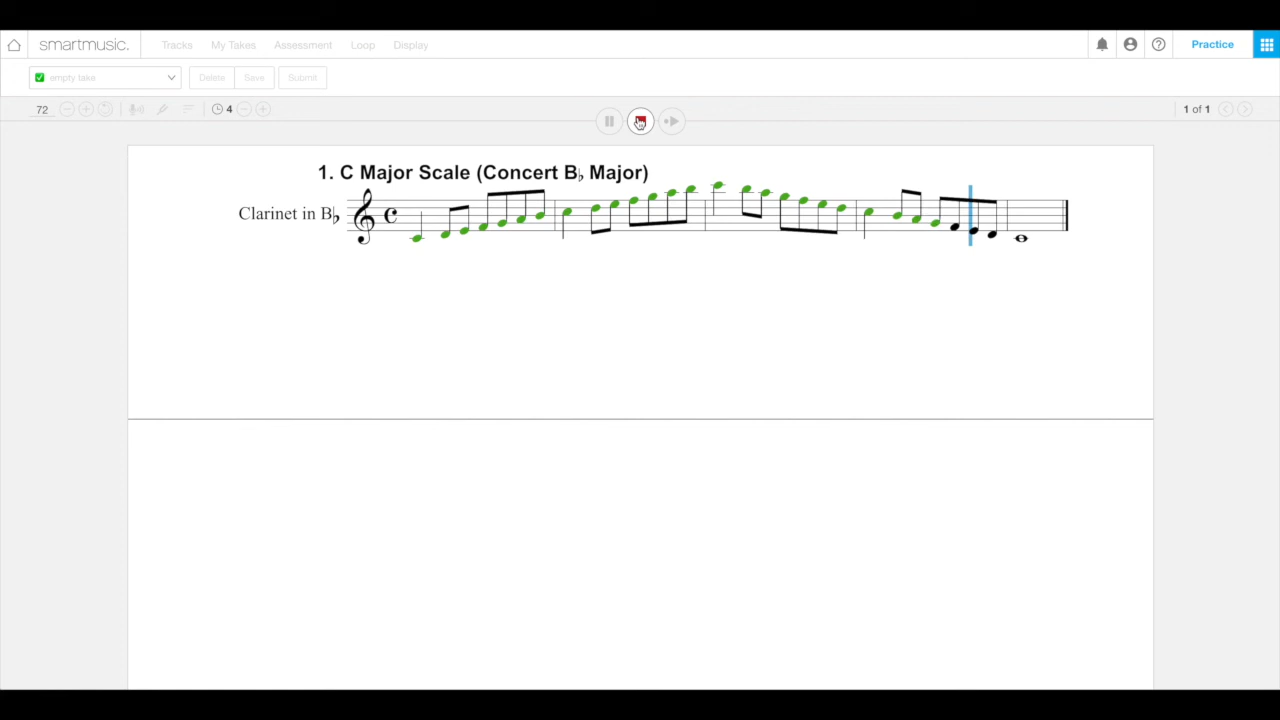 smartmusic. Tracks My Takes Assessment Loop Display Practice
empty take Delete Save Submit
72 4 1 of 1
1. C Major Scale (Concert B♭ Major)
Clarinet in B♭